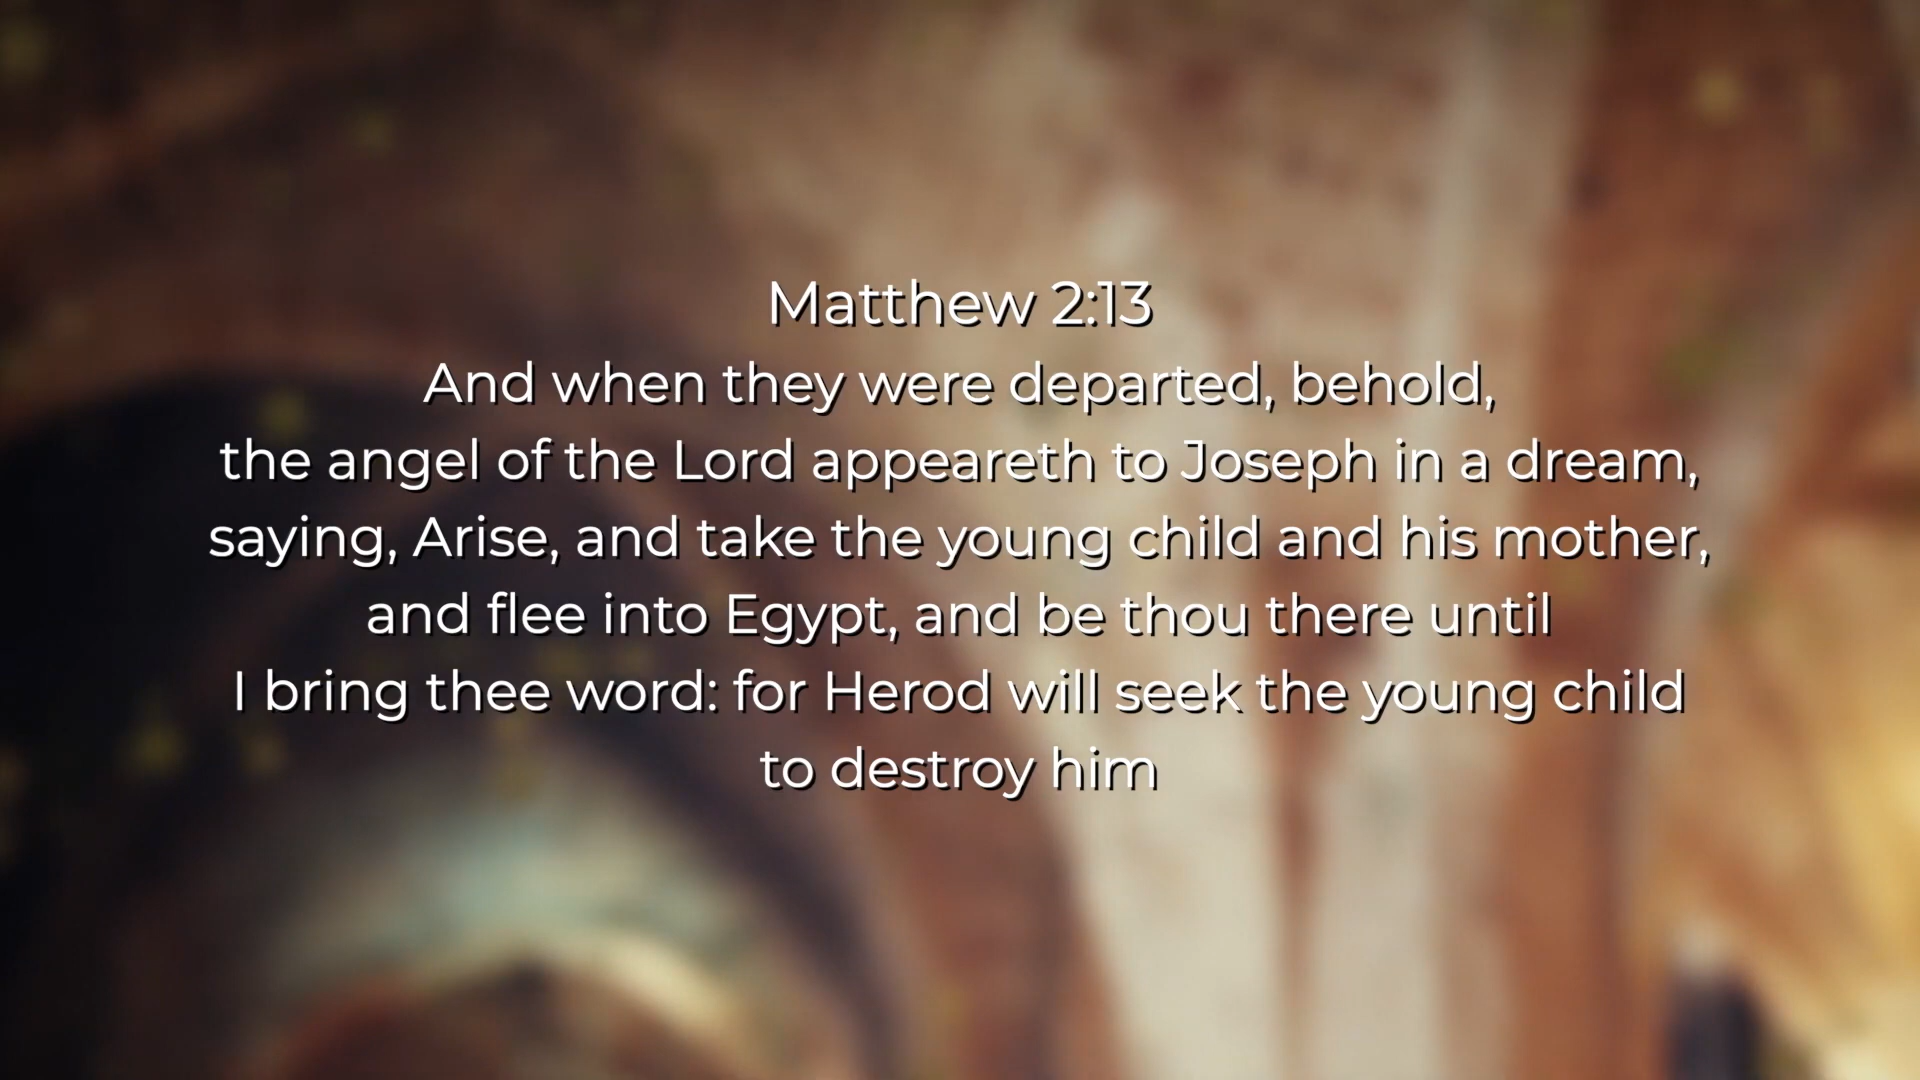 Matthew 2:13
And when they were departed, behold,
the angel of the Lord appeareth to Joseph in a dream,
saying, Arise, and take the young child and his mother,
and flee into Egypt, and be thou there until
I bring thee word: for Herod will seek the young child
to destroy him